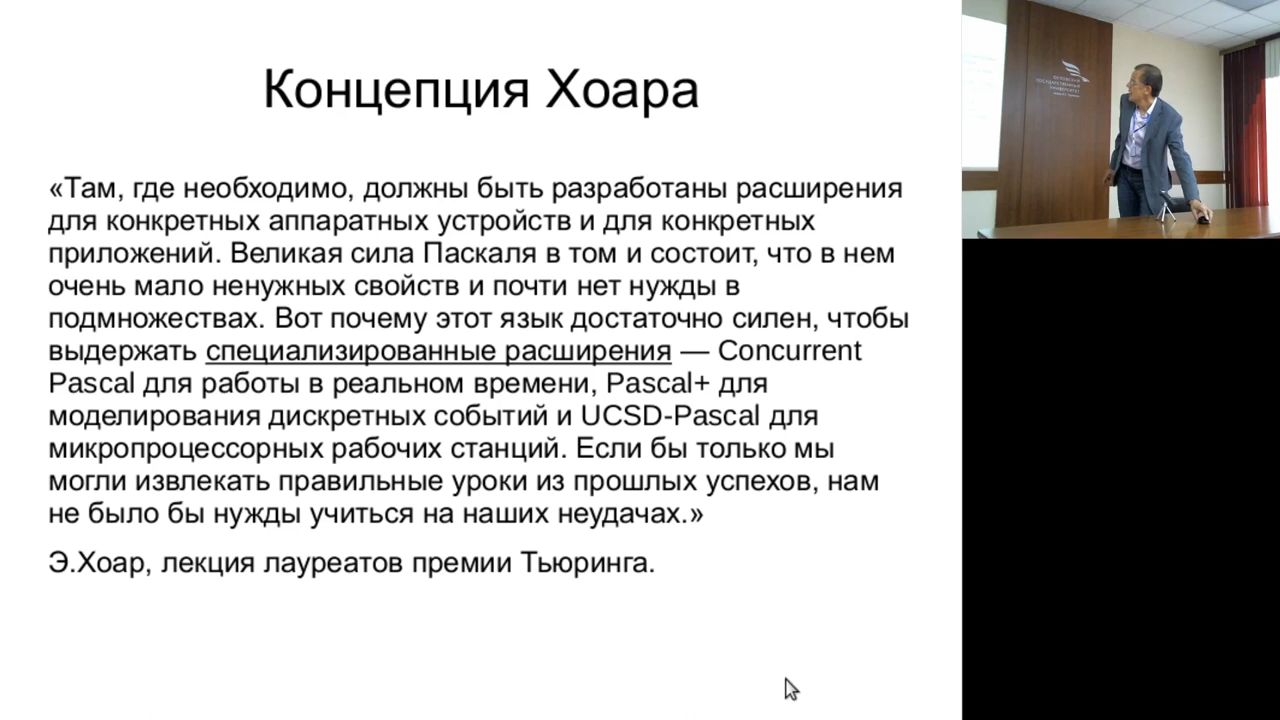 Концепция Хоара
«Там, где необходимо, должны быть разработаны расширения
для конкретных аппаратных устройств и для конкретных
приложений. Великая сила Паскаля в том и состоит, что в нем
очень мало ненужных свойств и почти нет нужды в
подмножествах. Вот почему этот язык достаточно силен, чтобы
выдержать специализированные расширения — Concurrent
Pascal для работы в реальном времени, Pascal+ для
моделирования дискретных событий и UCSD-Pascal для
микропроцессорных рабочих станций. Если бы только мы
могли извлекать правильные уроки из прошлых успехов, нам
не было бы нужды учиться на наших неудачах.»
Э.Хоар, лекция лауреатов премии Тьюринга.
ГОСУДАРСТВЕННЫЙ
УНИВЕРСИТЕТ